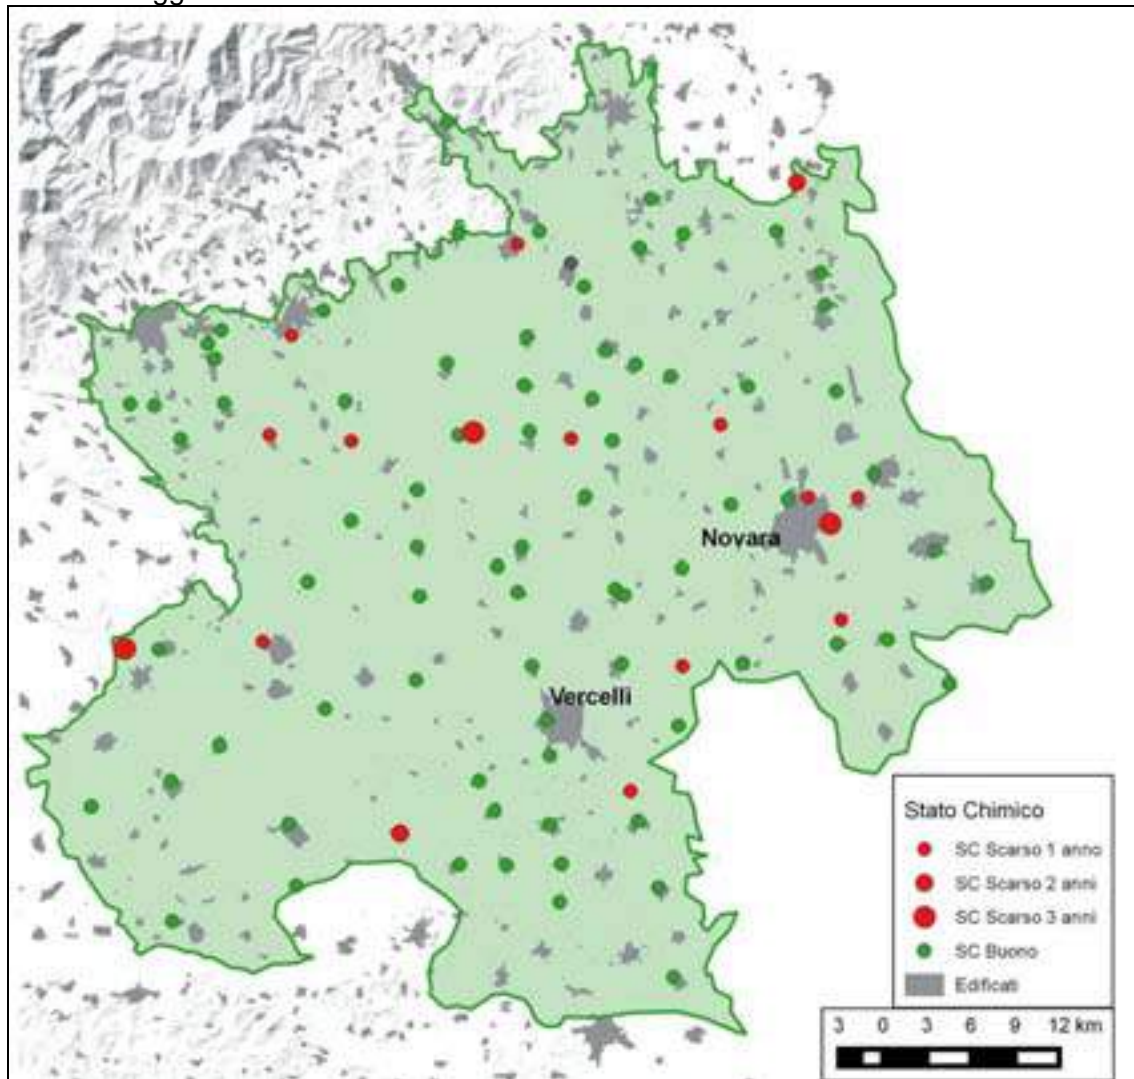 Novara
Vercelli
Stato Chimico
SC Scarso 1 anno
SC Scarso 2 anni
SC Scarso 3 anni
SC Buono
Edificati
3 0 3 6 9 12 km